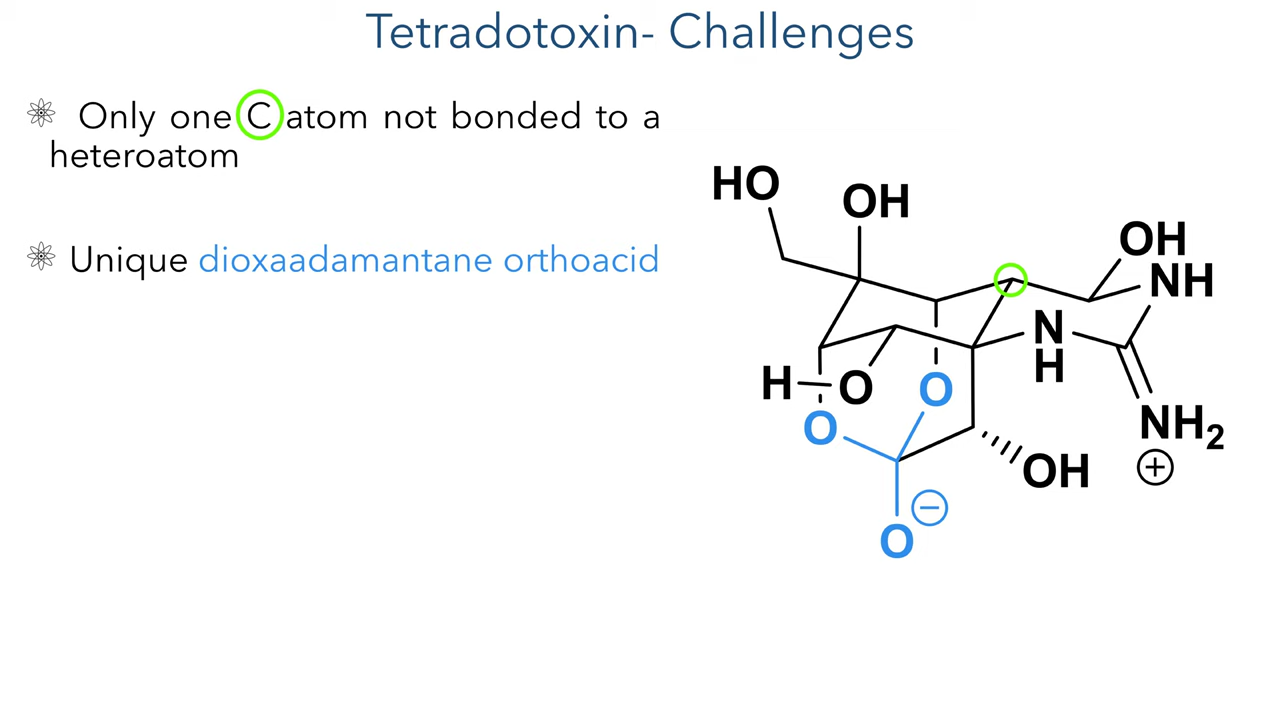 Tetradotoxin- Challenges
Only one C atom not bonded to a
heteroatom
Unique dioxaadamantane orthoacid
HO
OH
OH
NH
N
H
H
O
O
O
NH2
+
OH
−
O